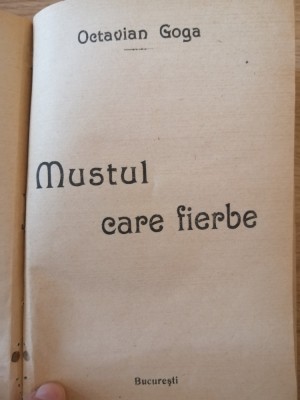 Octavian Goga
Mustul
care fierbe
București